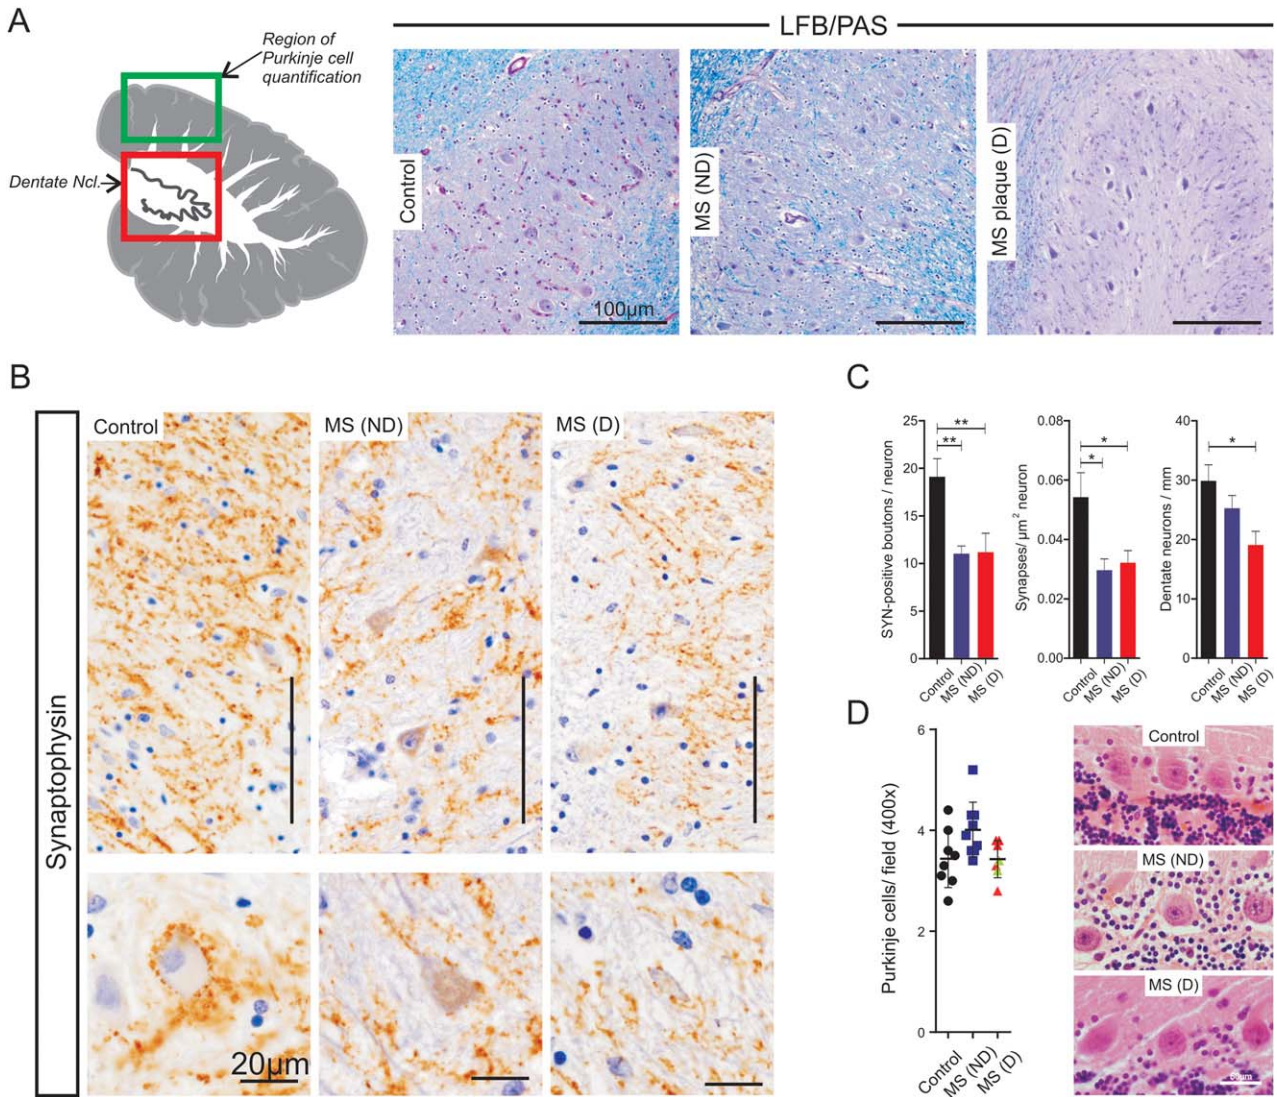 A
Region of
Purkinje cell
quantification
Dentate Ncl.
LFB/PAS
Control
100µm
MS (ND)
MS plaque (D)
B
Synaptophysin
Control
MS (ND)
MS (D)
20µm
C
SYN-positive boutons / neuron
25
20
15
10
5
0
**
**
Control
MS (ND)
MS (D)
Synapses/ µm² neuron
0.08
0.06
0.04
0.02
0.00
*
*
Control
MS (ND)
MS (D)
Dentate neurons / mm
40
30
20
10
0
*
Control
MS (ND)
MS (D)
D
Purkinje cells/ field (400x)
6
4
2
0
Control
MS (ND)
MS (D)
Control
MS (ND)
MS (D)